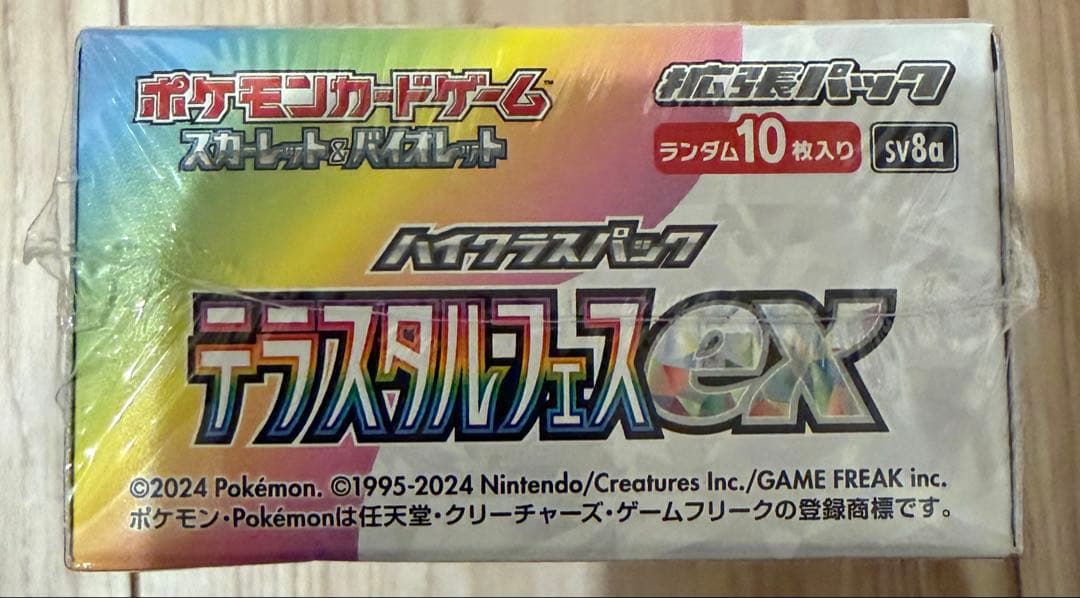 ポケモンカードゲーム™
スカーレット&バイオレット
拡張パック
ランダム10枚入り
sv8a
ハイクラスパック
テラスタルフェスex
©2024 Pokémon. ©1995-2024 Nintendo/Creatures Inc./GAME FREAK inc.
ポケモン・Pokémonは任天堂・クリーチャーズ・ゲームフリークの登録商標です。